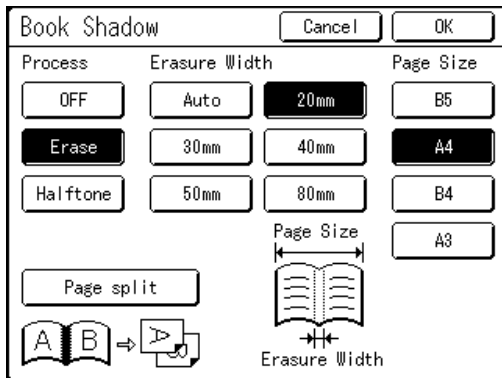 Book Shadow Cancel OK
Process Erasure Width Page Size
OFF Auto 20mm B5
Erase 30mm 40mm A4
Halftone 50mm 80mm B4
Page Size A3
Page split
A B A B
Erasure Width